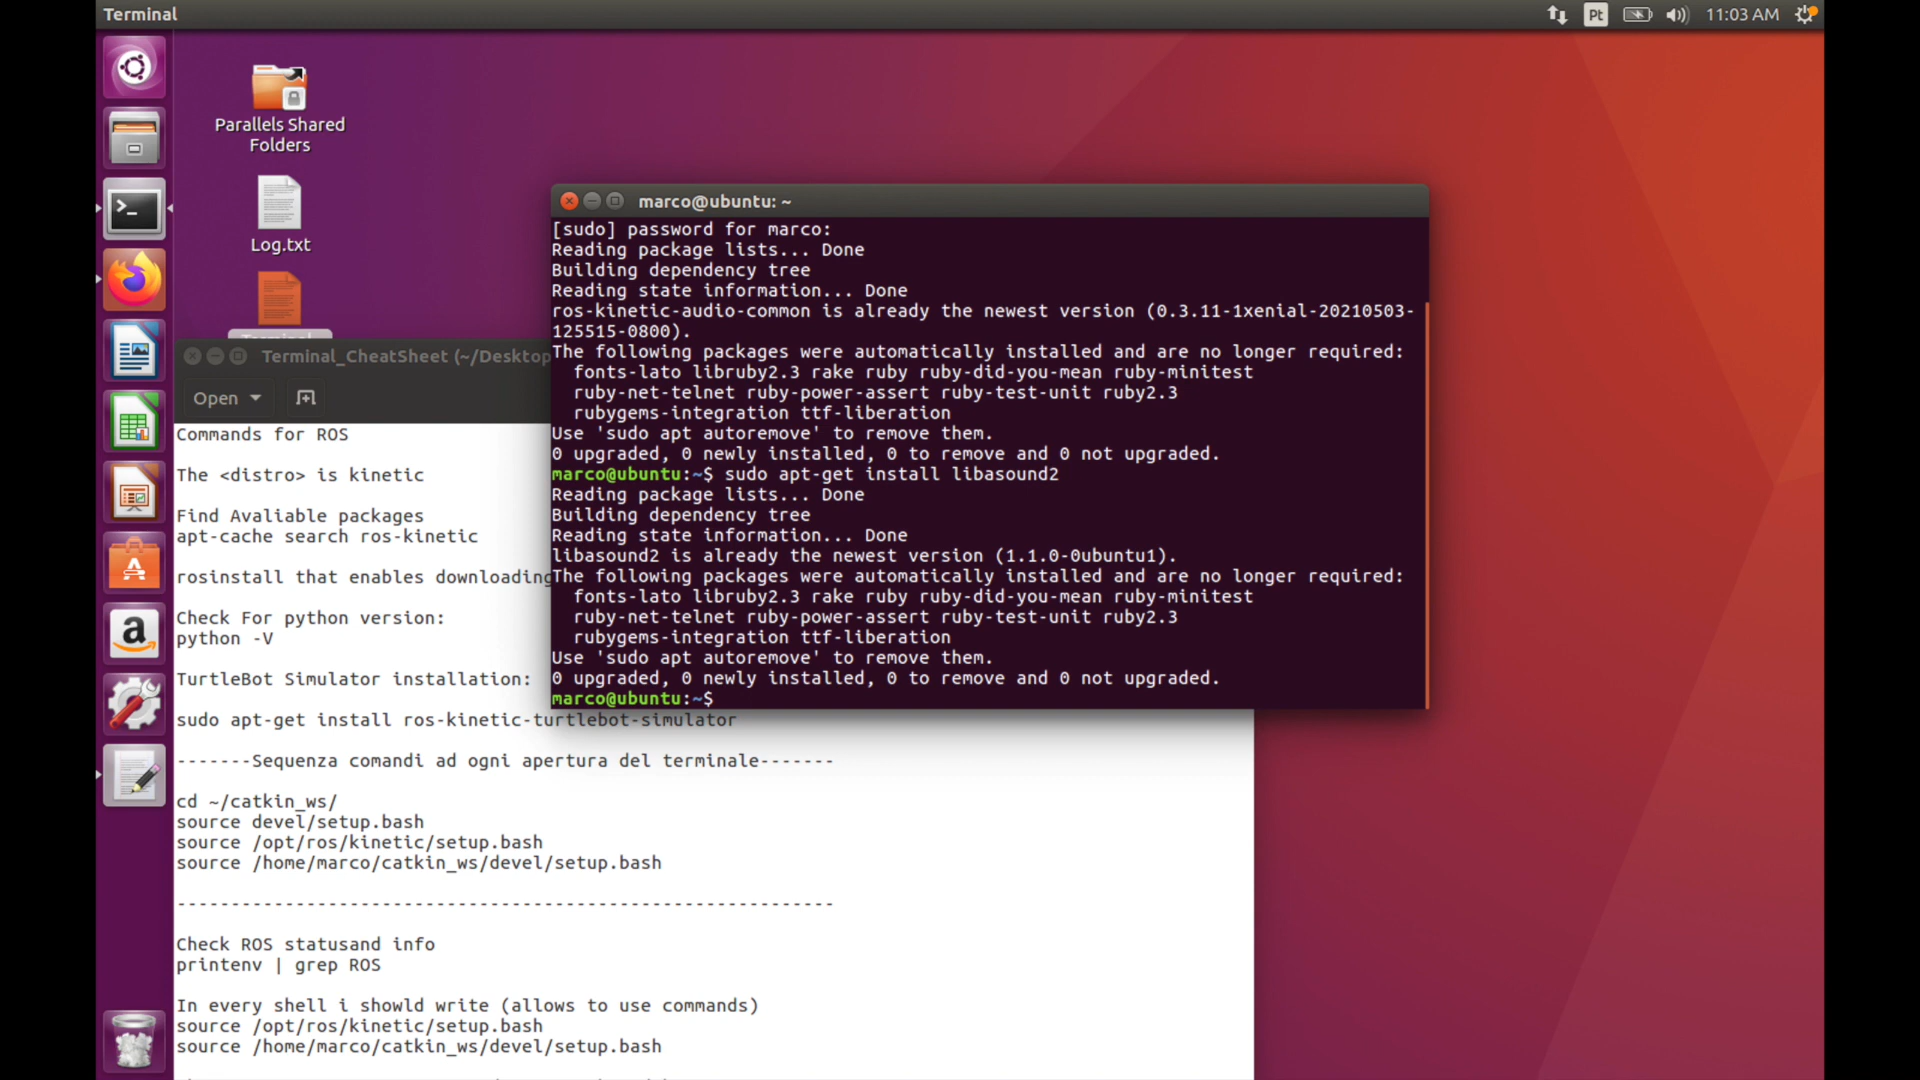 Terminal
Pt
11:03 AM
Parallels Shared
Folders
Log.txt
marco@ubuntu: ~
[sudo] password for marco:
Reading package lists... Done
Building dependency tree
Reading state information... Done
ros-kinetic-audio-common is already the newest version (0.3.11-1xenial-20210503-
125515-0800).
The following packages were automatically installed and are no longer required:
fonts-lato libruby2.3 rake ruby ruby-did-you-mean ruby-minitest
ruby-net-telnet ruby-power-assert ruby-test-unit ruby2.3
rubygems-integration ttf-liberation
Use 'sudo apt autoremove' to remove them.
0 upgraded, 0 newly installed, 0 to remove and 0 not upgraded.
marco@ubuntu:~$ sudo apt-get install libasound2
Reading package lists... Done
Building dependency tree
Reading state information... Done
libasound2 is already the newest version (1.1.0-0ubuntu1).
The following packages were automatically installed and are no longer required:
fonts-lato libruby2.3 rake ruby ruby-did-you-mean ruby-minitest
ruby-net-telnet ruby-power-assert ruby-test-unit ruby2.3
rubygems-integration ttf-liberation
Use 'sudo apt autoremove' to remove them.
0 upgraded, 0 newly installed, 0 to remove and 0 not upgraded.
marco@ubuntu:~$
Terminal_CheatSheet (~/Desktop
Open
Commands for ROS
The <distro> is kinetic
Find Avaliable packages
apt-cache search ros-kinetic
rosinstall that enables downloading
Check For python version:
python -V
TurtleBot Simulator installation:
sudo apt-get install ros-kinetic-turtlebot-simulator
-------Sequenza comandi ad ogni apertura del terminale-------
cd ~/catkin_ws/
source devel/setup.bash
source /opt/ros/kinetic/setup.bash
source /home/marco/catkin_ws/devel/setup.bash
-------------------------------------------------------------
Check ROS statusand info
printenv | grep ROS
In every shell i showld write (allows to use commands)
source /opt/ros/kinetic/setup.bash
source /home/marco/catkin_ws/devel/setup.bash